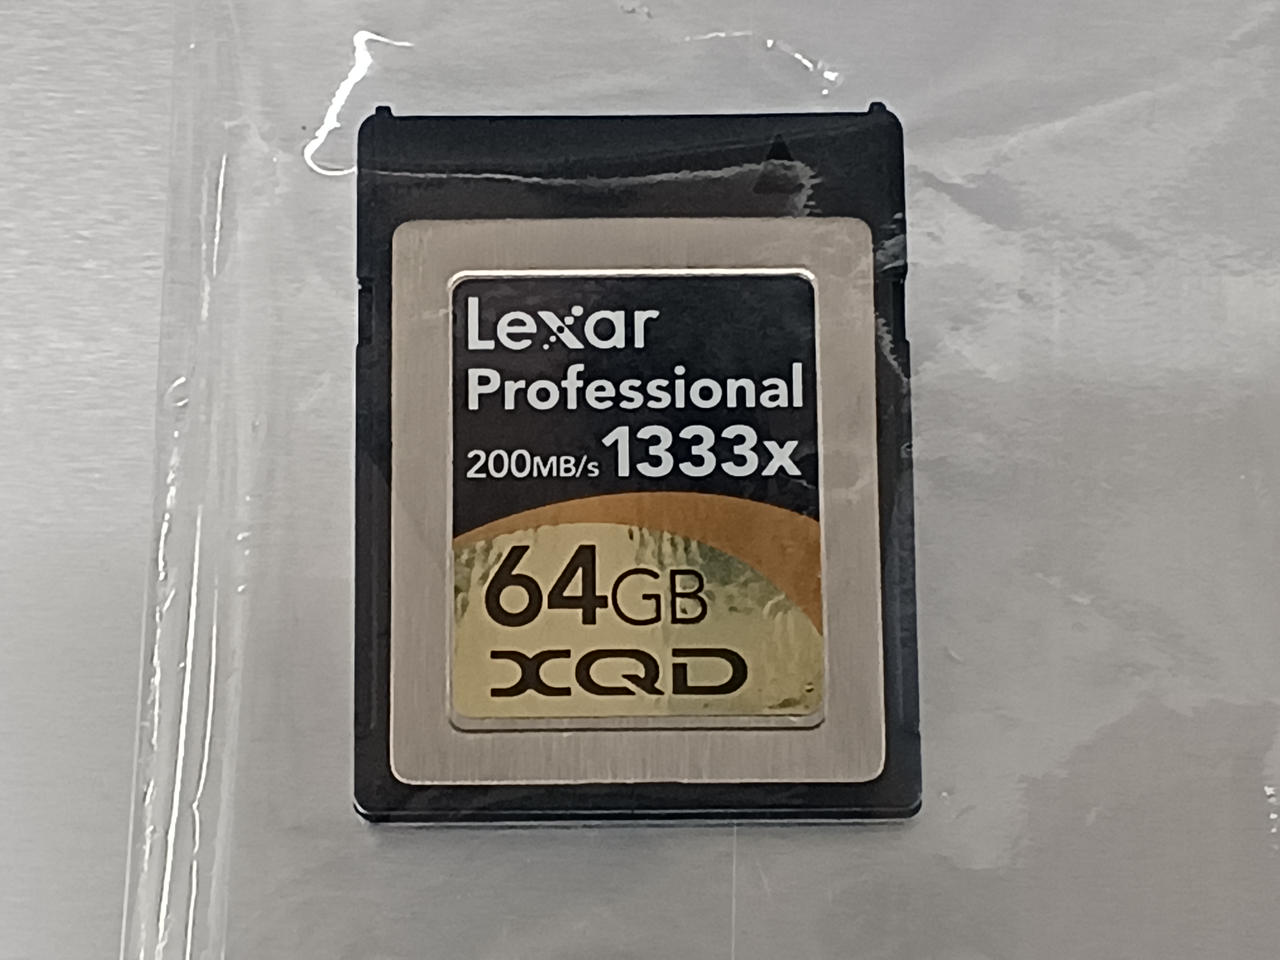 Lexar
Professional
200MB/s 1333x
64GB
XQD